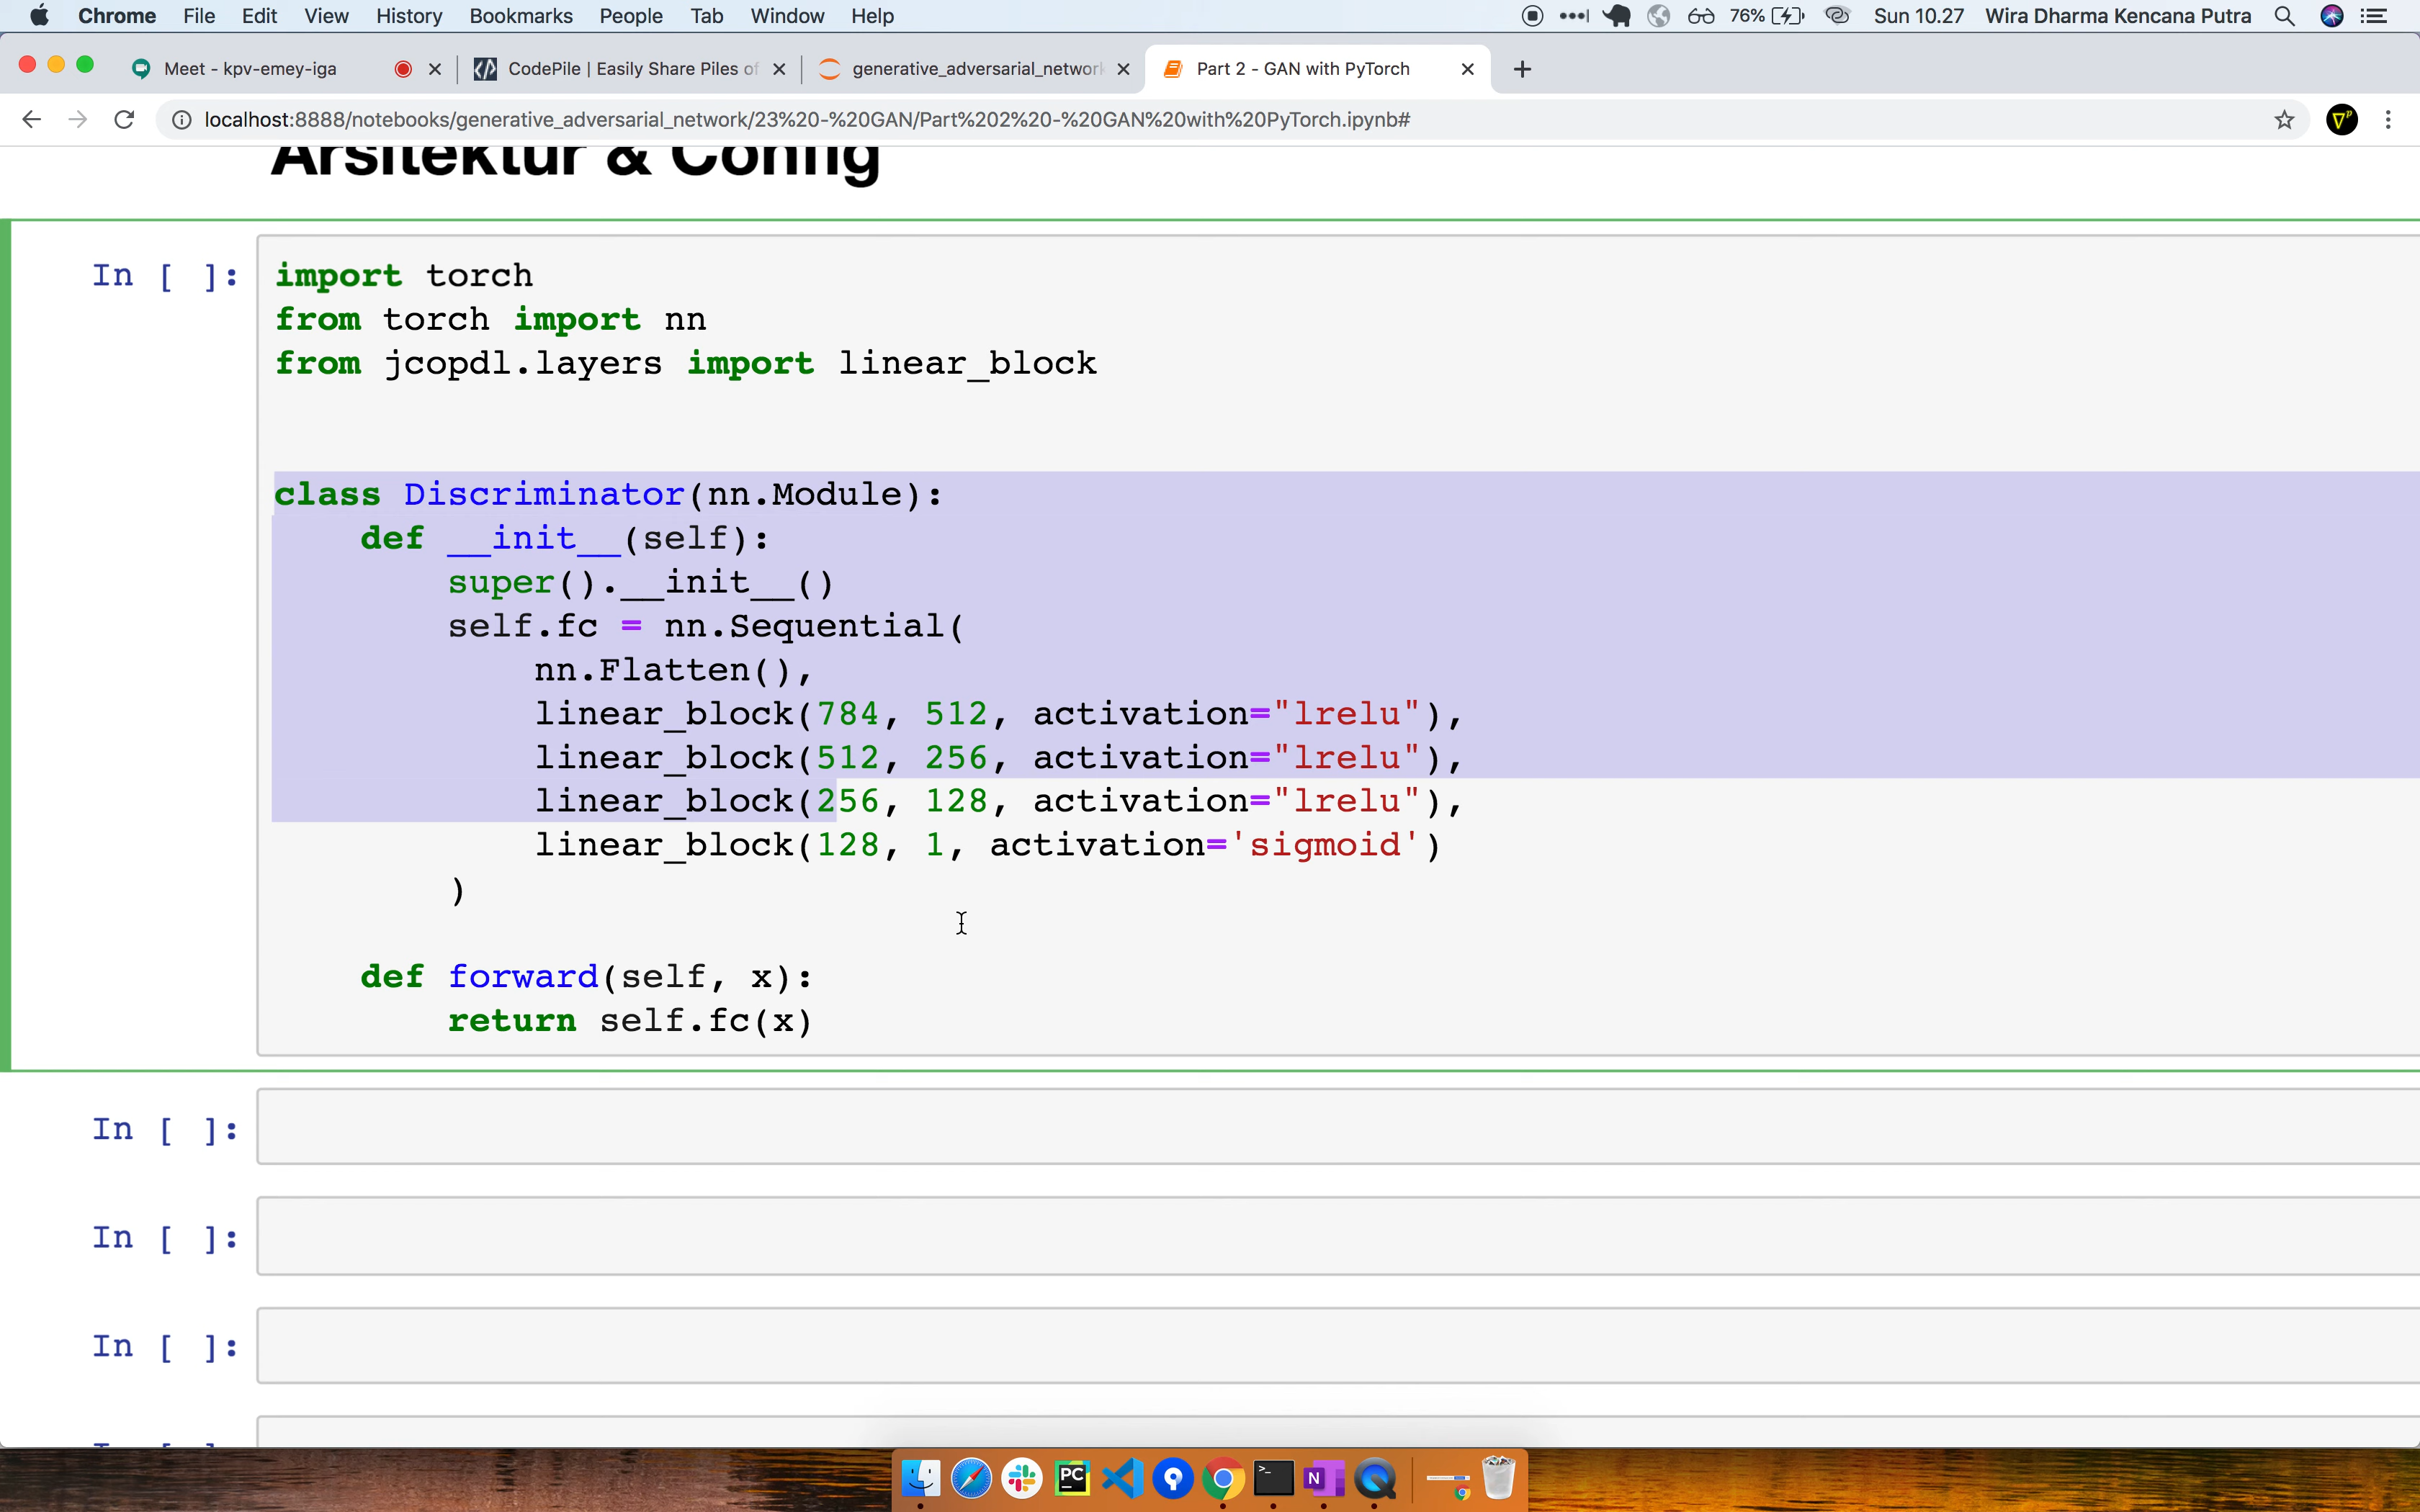 Chrome File Edit View History Bookmarks People Tab Window Help 76% Sun 10.27 Wira Dharma Kencana Putra
Meet - kpv-emey-iga CodePile | Easily Share Piles of generative_adversarial_network Part 2 - GAN with PyTorch
localhost:8888/notebooks/generative_adversarial_network/23%20-%20GAN/Part%202%20-%20GAN%20with%20PyTorch.ipynb#
Arsitektur & Config
In [ ]: import torch
from torch import nn
from jcopdl.layers import linear_block
class Discriminator(nn.Module):
def __init__(self):
super().__init__()
self.fc = nn.Sequential(
nn.Flatten(),
linear_block(784, 512, activation="lrelu"),
linear_block(512, 256, activation="lrelu"),
linear_block(256, 128, activation="lrelu"),
linear_block(128, 1, activation='sigmoid')
)
def forward(self, x):
return self.fc(x)
In [ ]:
In [ ]:
In [ ]: